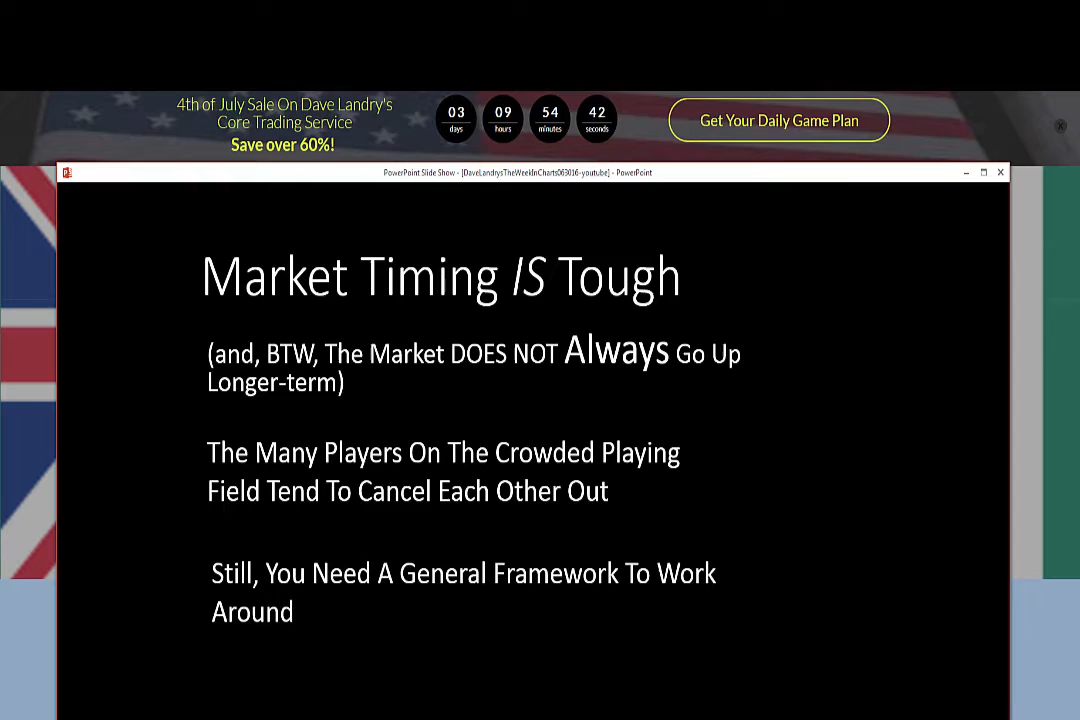 4th of July Sale On Dave Landry's
Core Trading Service
Save over 60%!
03 09 54 42
days hours minutes seconds
Get Your Daily Game Plan
PowerPoint Slide Show - [DaveLandrysTheWeekInCharts063016-youtube] - PowerPoint
Market Timing IS Tough
(and, BTW, The Market DOES NOT Always Go Up
Longer-term)
The Many Players On The Crowded Playing
Field Tend To Cancel Each Other Out
Still, You Need A General Framework To Work
Around